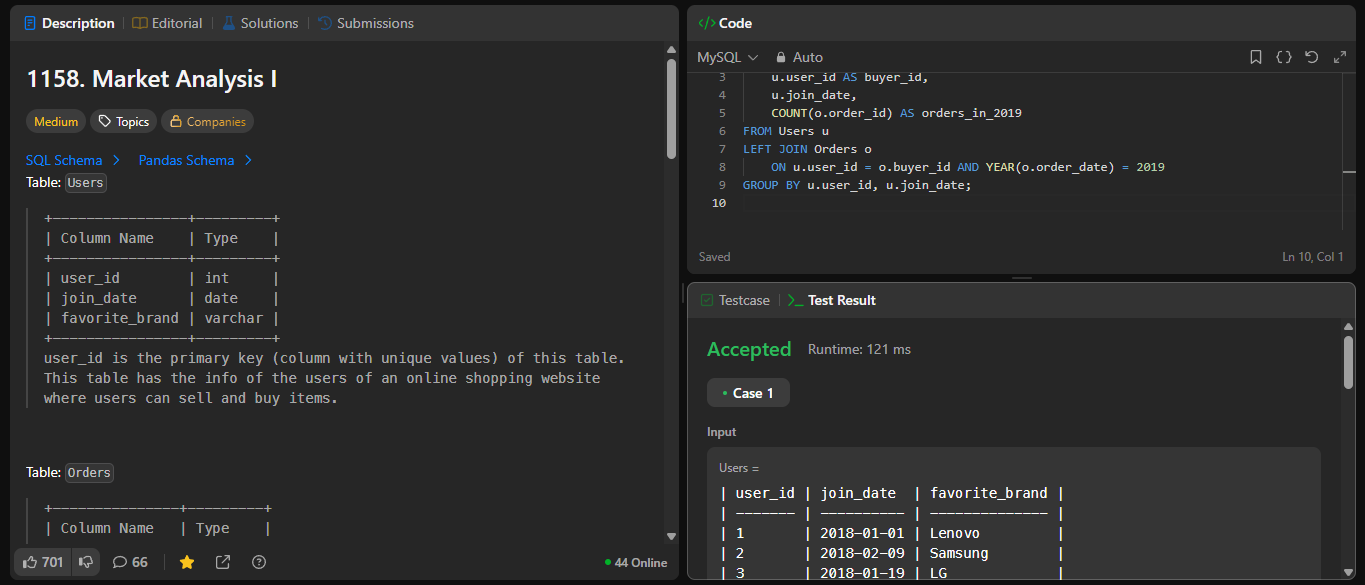 Description
Editorial
Solutions
Submissions
1158. Market Analysis I
Medium
Topics
Companies
SQL Schema
Pandas Schema
Table: Users
+----------------+---------+
| Column Name    | Type    |
+----------------+---------+
| user_id        | int     |
| join_date      | date    |
| favorite_brand | varchar |
+----------------+---------+
user_id is the primary key (column with unique values) of this table.
This table has the info of the users of an online shopping website
where users can sell and buy items.
Table: Orders
+---------------+---------+
| Column Name   | Type    |
701
66
44 Online
</> Code
MySQL
Auto
3 u.user_id AS buyer_id,
4 u.join_date,
5 COUNT(o.order_id) AS orders_in_2019
6 FROM Users u
7 LEFT JOIN Orders o
8 ON u.user_id = o.buyer_id AND YEAR(o.order_date) = 2019
9 GROUP BY u.user_id, u.join_date;
10
Saved
Ln 10, Col 1
Testcase
>_ Test Result
Accepted
Runtime: 121 ms
• Case 1
Input
Users =
| user_id | join_date  | favorite_brand |
| ------- | ---------- | -------------- |
| 1       | 2018-01-01 | Lenovo         |
| 2       | 2018-02-09 | Samsung        |
| 3       | 2018-01-19 | LG             |